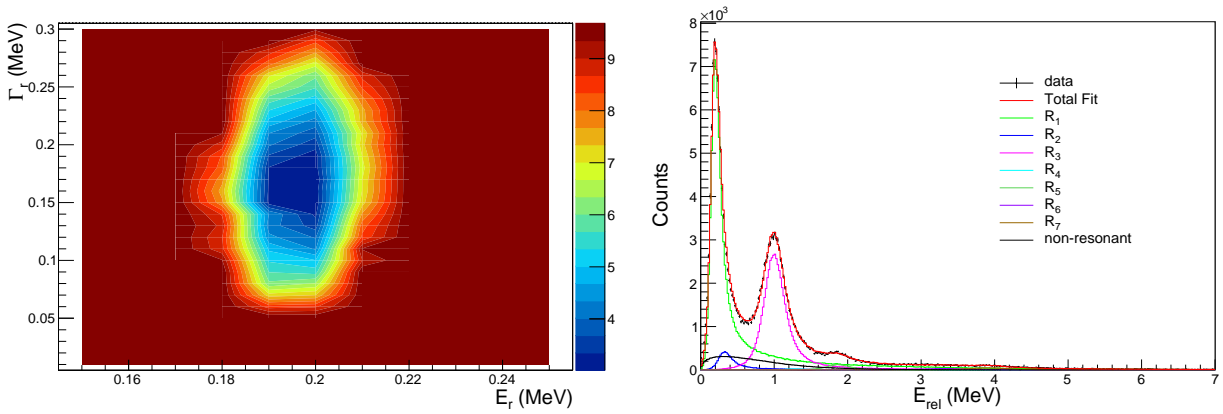 Γr (MeV)
0.3
0.25
0.2
0.15
0.1
0.05
0.16
0.18
0.2
0.22
0.24
Er (MeV)
9
8
7
6
5
4
×10³
Counts
8
7
6
5
4
3
2
1
0
0
1
2
3
4
5
6
7
Erel (MeV)
data
Total Fit
R1
R2
R3
R4
R5
R6
R7
non-resonant